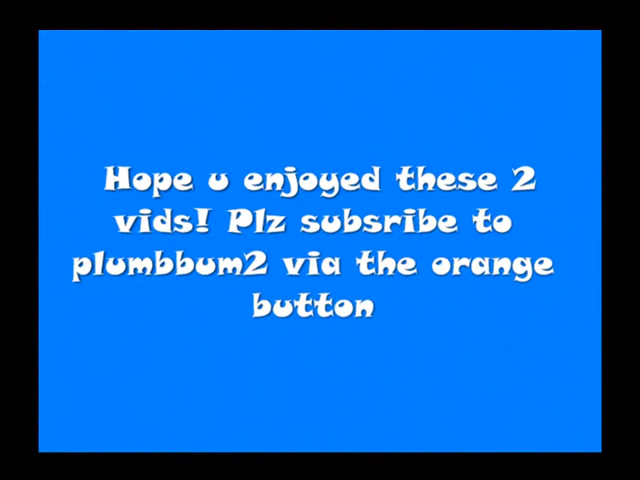 Hope u enjoyed these 2
vids! Plz subsribe to
plumbbum2 via the orange
button